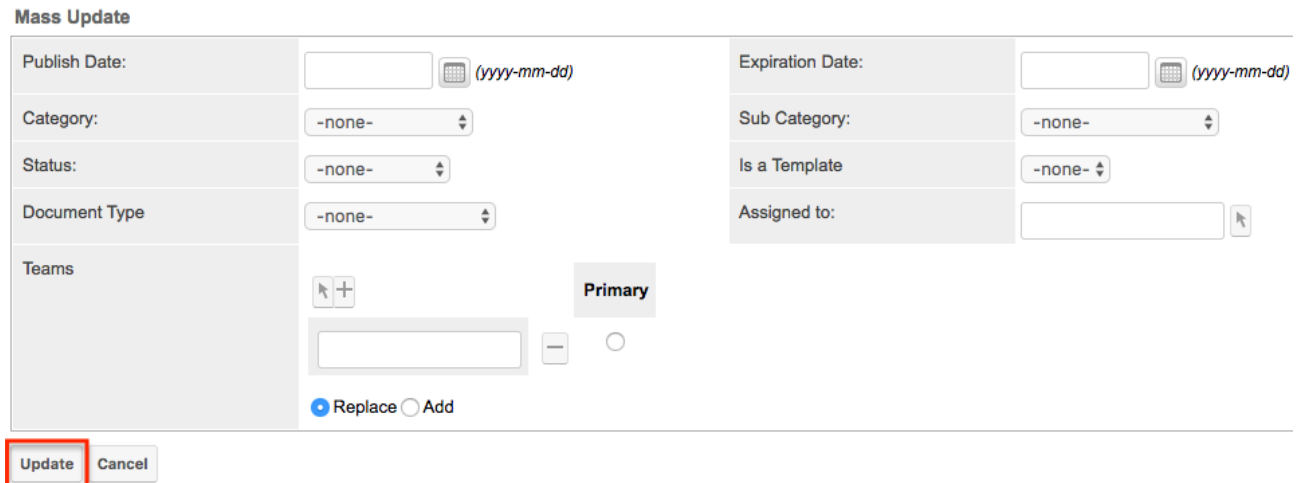 Mass Update
Publish Date: (yyyy-mm-dd) Expiration Date: (yyyy-mm-dd)
Category: -none- Sub Category: -none-
Status: -none- Is a Template -none-
Document Type -none- Assigned to:
Teams
Primary
Replace Add
Update Cancel